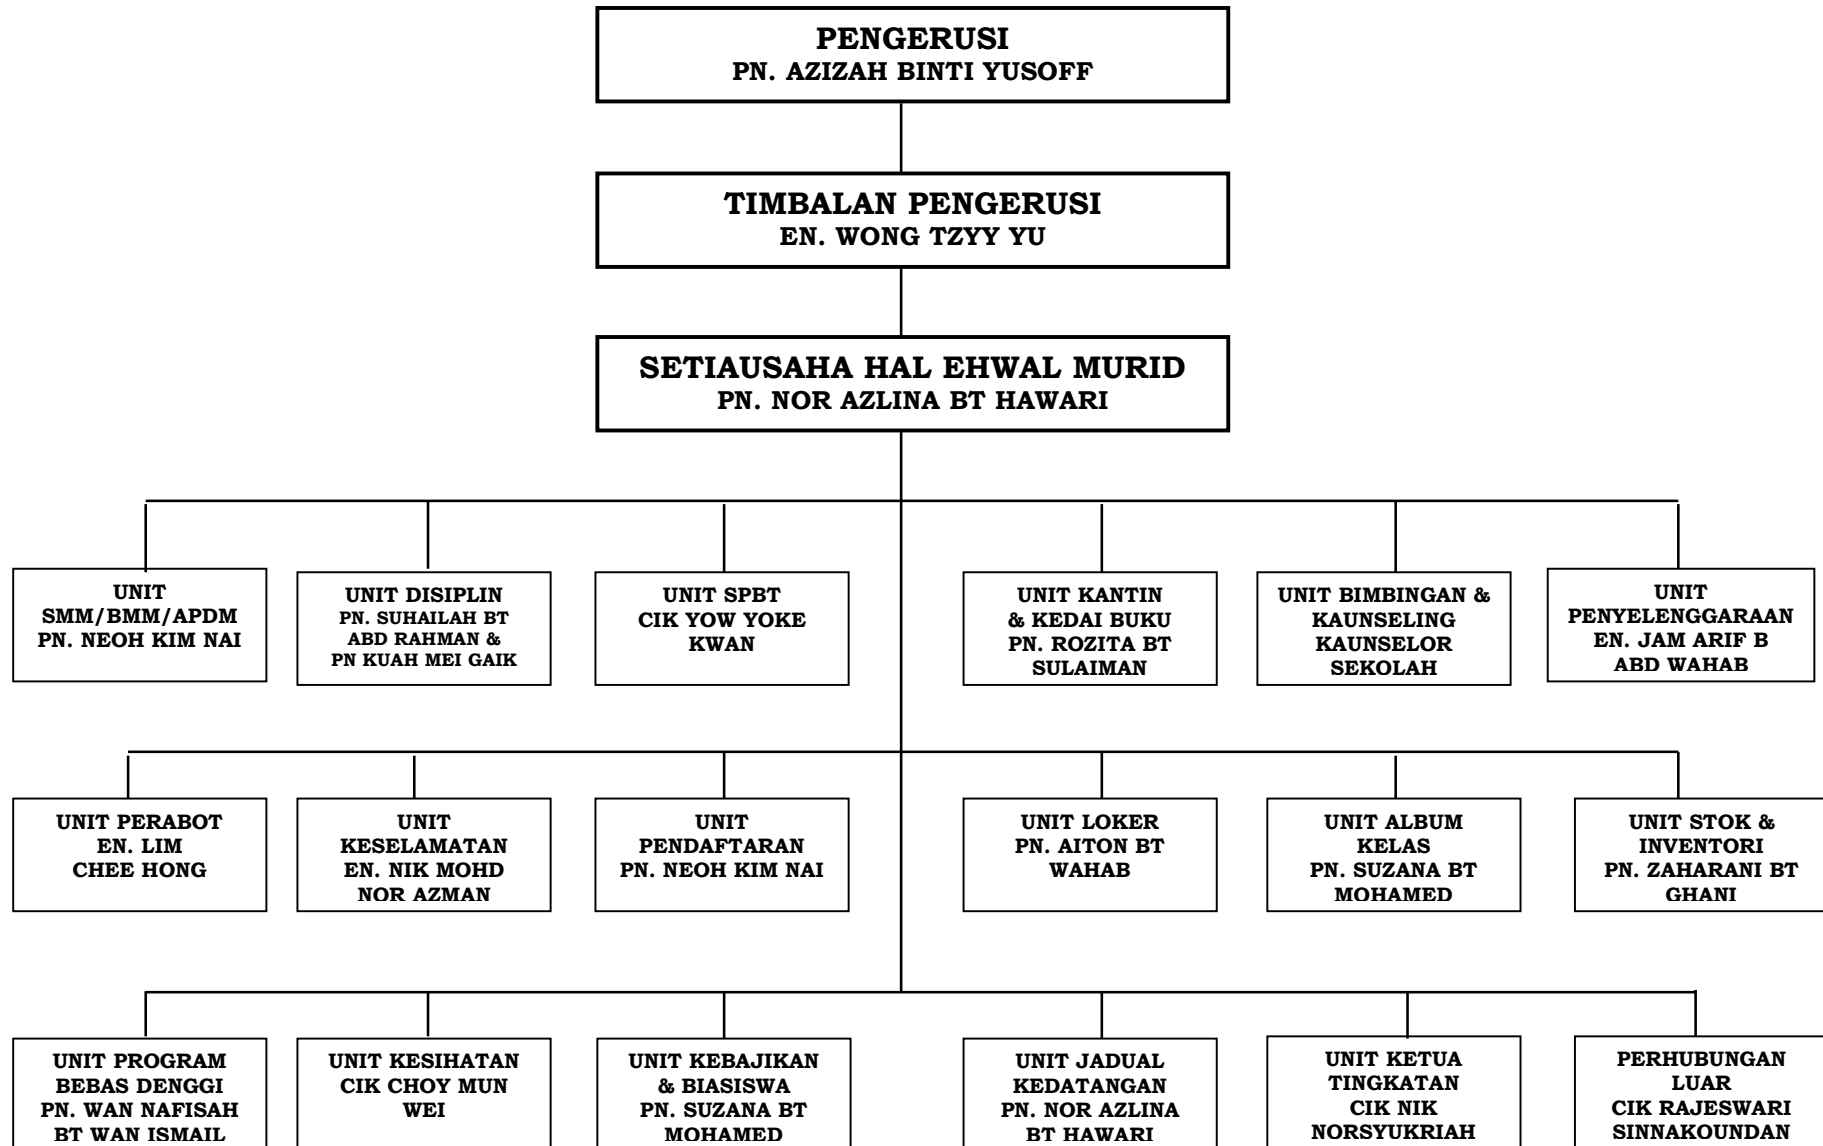 PENGERUSI
PN. AZIZAH BINTI YUSOFF
TIMBALAN PENGERUSI
EN. WONG TZYY YU
SETIAUSAHA HAL EHWAL MURID
PN. NOR AZLINA BT HAWARI
UNIT
SMM/BMM/APDM
PN. NEOH KIM NAI
UNIT DISIPLIN
PN. SUHAILAH BT
ABD RAHMAN &
PN KUAH MEI GAIK
UNIT SPBT
CIK YOW YOKE
KWAN
UNIT KANTIN
& KEDAI BUKU
PN. ROZITA BT
SULAIMAN
UNIT BIMBINGAN &
KAUNSELING
KAUNSELOR
SEKOLAH
UNIT
PENYELENGGARAAN
EN. JAM ARIF B
ABD WAHAB
UNIT PERABOT
EN. LIM
CHEE HONG
UNIT
KESELAMATAN
EN. NIK MOHD
NOR AZMAN
UNIT
PENDAFTARAN
PN. NEOH KIM NAI
UNIT LOKER
PN. AITON BT
WAHAB
UNIT ALBUM
KELAS
PN. SUZANA BT
MOHAMED
UNIT STOK &
INVENTORI
PN. ZAHARANI BT
GHANI
UNIT PROGRAM
BEBAS DENGGI
PN. WAN NAFISAH
BT WAN ISMAIL
UNIT KESIHATAN
CIK CHOY MUN
WEI
UNIT KEBAJIKAN
& BIASISWA
PN. SUZANA BT
MOHAMED
UNIT JADUAL
KEDATANGAN
PN. NOR AZLINA
BT HAWARI
UNIT KETUA
TINGKATAN
CIK NIK
NORSYUKRIAH
PERHUBUNGAN
LUAR
CIK RAJESWARI
SINNAKOUNDAN